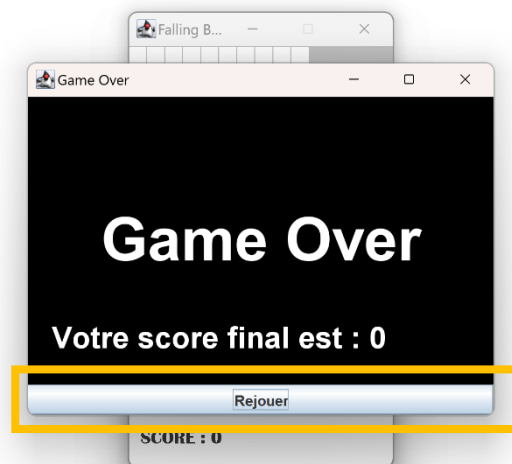 Falling B...
Game Over
Game Over
Votre score final est : 0
Rejouer
SCORE : 0